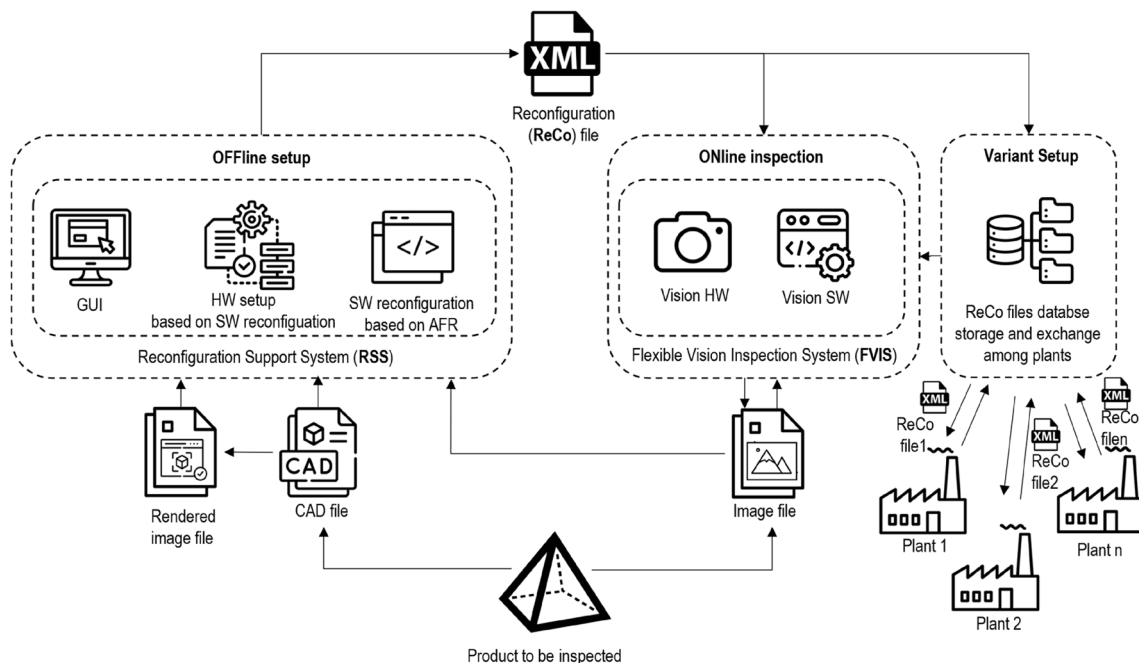 XML
Reconfiguration
(ReCo) file
OFFline setup
GUI
HW setup
based on SW reconfiguation
</>
SW reconfiguration
based on AFR
Reconfiguration Support System (RSS)
ONline inspection
Vision HW
</>
Vision SW
Flexible Vision Inspection System (FVIS)
Variant Setup
ReCo files databse
storage and exchange
among plants
Rendered
image file
CAD
CAD file
Image file
XML
ReCo
file1
XML
ReCo
file2
XML
ReCo
filen
Plant 1
Plant 2
Plant n
Product to be inspected